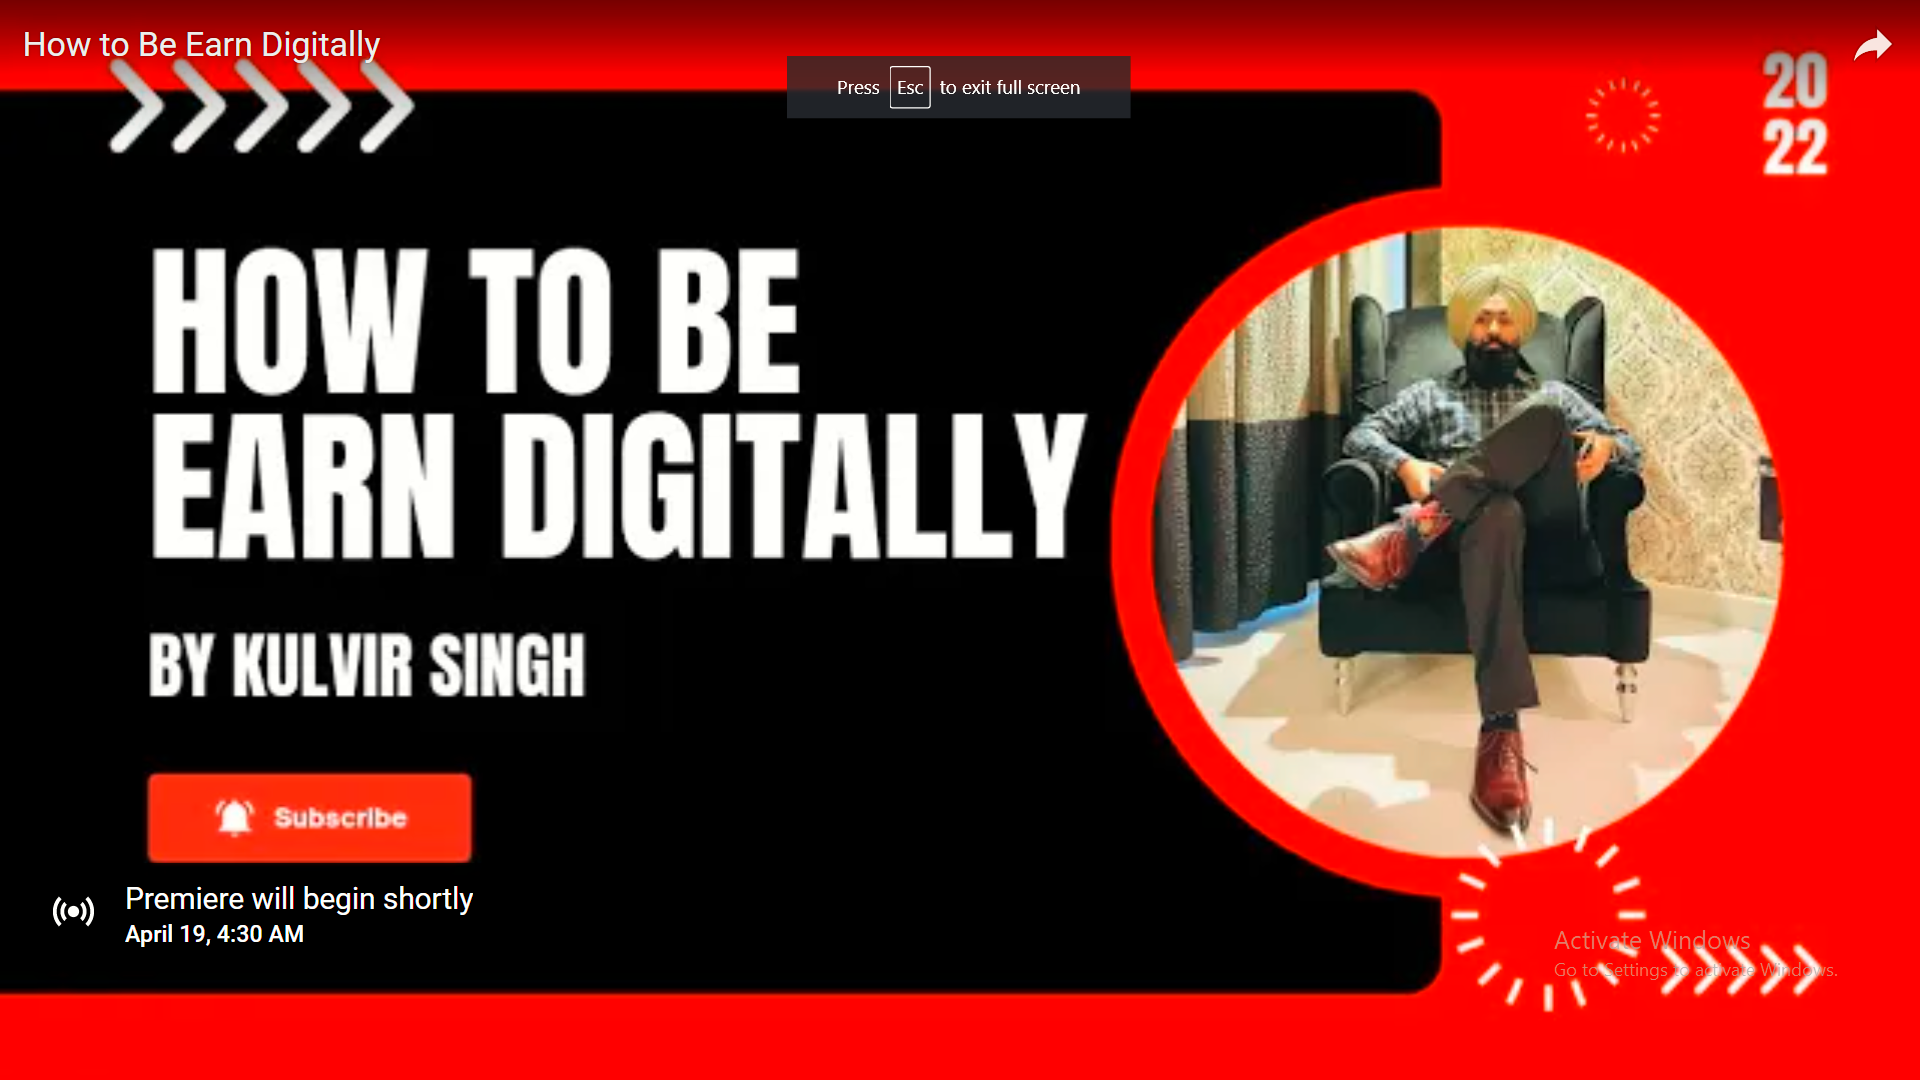 How to Be Earn Digitally
Press Esc to exit full screen
20
22
HOW TO BE
EARN DIGITALLY
BY KULVIR SINGH
Subscribe
Premiere will begin shortly
April 19, 4:30 AM
Activate Windows
Go to Settings to activate Windows.